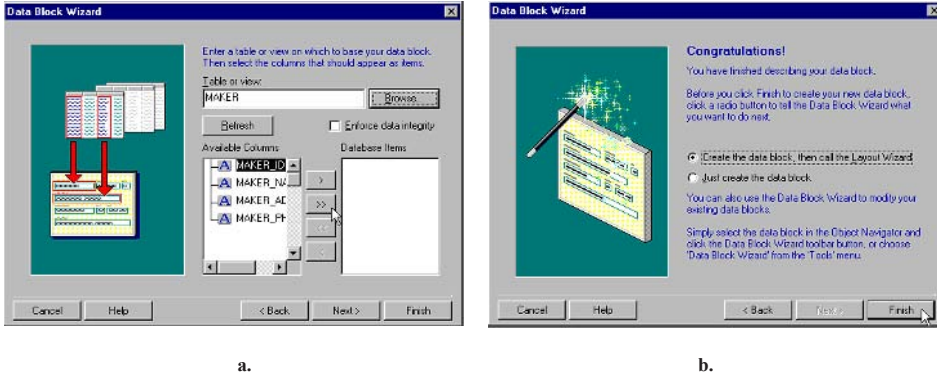 Data Block Wizard
Enter a table or view on which to base your data block.
Then select the columns that should appear as items.
Table or view:
MAKER
Browse...
Refresh
Enforce data integrity
Available Columns
Database Items
MAKER_ID
MAKER_NA
MAKER_AD
MAKER_PH
>
>>
<<
<
Cancel
Help
< Back
Next >
Finish
a.
Data Block Wizard
Congratulations!
You have finished describing your data block.
Before you click Finish to create your new data block,
click a radio button to tell the Data Block Wizard what
you want to do next.
Create the data block, then call the Layout Wizard
Just create the data block
You can also use the Data Block Wizard to modify your
existing data blocks.
Simply select the data block in the Object Navigator and
click the Data Block Wizard toolbar button, or choose
'Data Block Wizard' from the 'Tools' menu.
Cancel
Help
< Back
Next >
Finish
b.